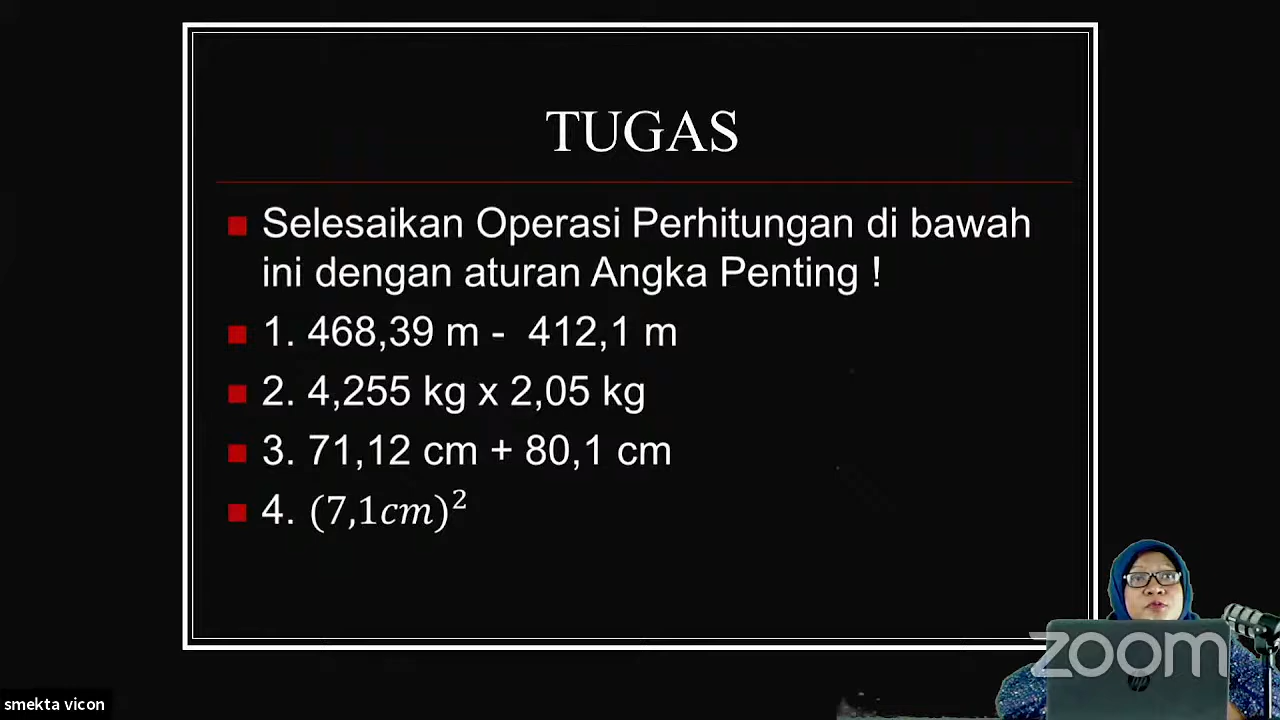 TUGAS
Selesaikan Operasi Perhitungan di bawah
ini dengan aturan Angka Penting !
1. 468,39 m - 412,1 m
2. 4,255 kg x 2,05 kg
3. 71,12 cm + 80,1 cm
4. (7,1cm)²
zoom
hp
smekta vicon